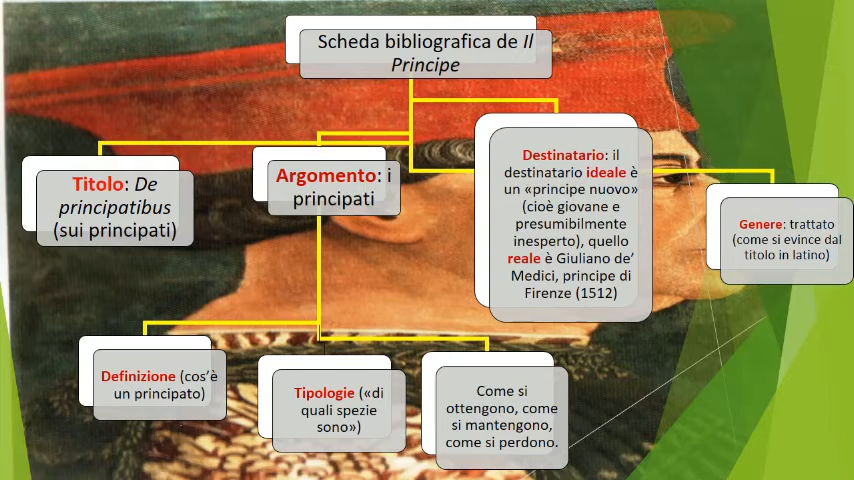 Scheda bibliografica de Il
Principe
Titolo: De
principatibus
(sui principati)
Argomento: i
principati
Destinatario: il
destinatario ideale è
un «principe nuovo»
(cioè giovane e
presumibilmente
inesperto), quello
reale è Giuliano de’
Medici, principe di
Firenze (1512)
Genere: trattato
(come si evince dal
titolo in latino)
Definizione (cos’è
un principato)
Tipologie («di
quali spezie
sono»)
Come si
ottengono, come
si mantengono,
come si perdono.